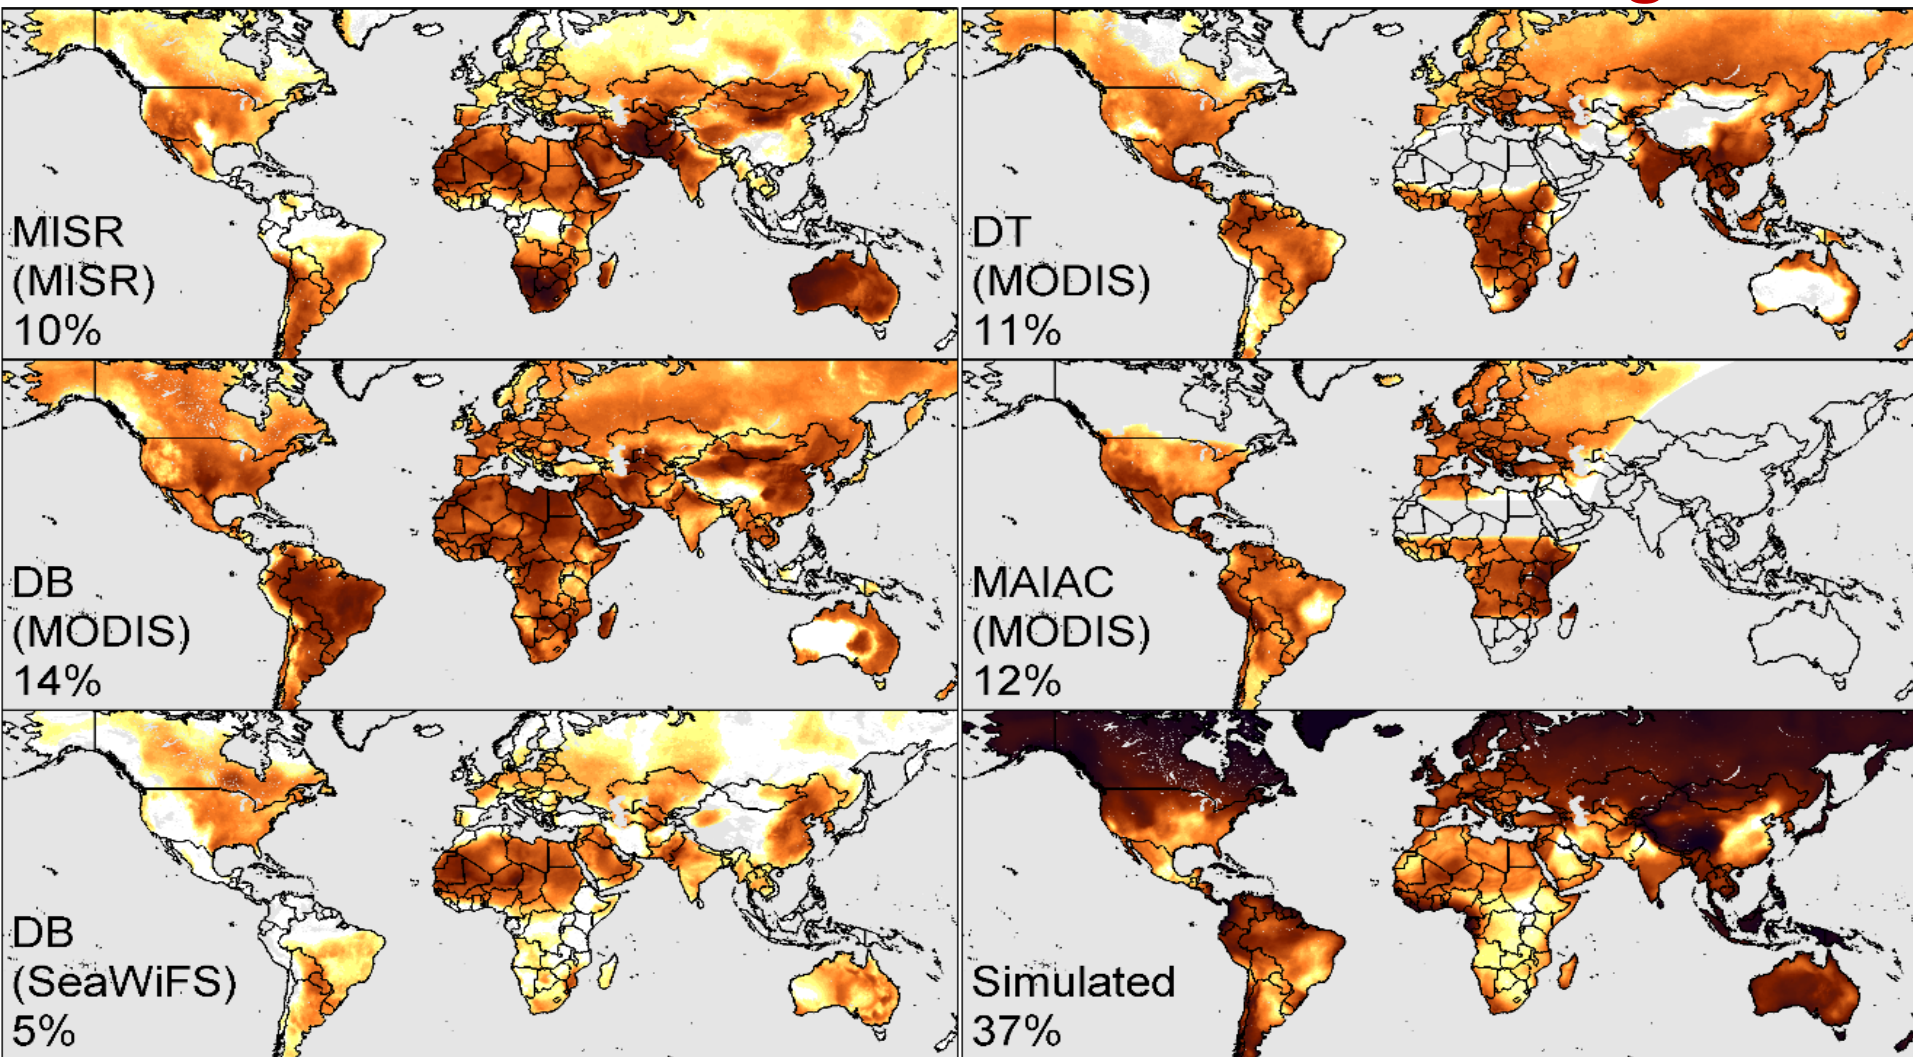 MISR
(MISR)
10%
DT
(MODIS)
11%
DB
(MODIS)
14%
MAIAC
(MODIS)
12%
DB
(SeaWiFS)
5%
Simulated
37%